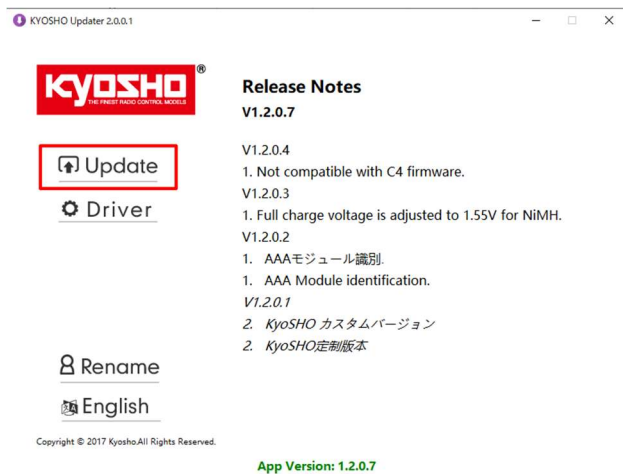 KYOSHO Updater 2.0.0.1
KYOSHO®
THE FINEST RADIO CONTROL MODELS
Update
Driver
Rename
English
Copyright © 2017 Kyosho.All Rights Reserved.
Release Notes
V1.2.0.7
V1.2.0.4
1. Not compatible with C4 firmware.
V1.2.0.3
1. Full charge voltage is adjusted to 1.55V for NiMH.
V1.2.0.2
1. AAAモジュール識別.
1. AAA Module identification.
V1.2.0.1
2. KyoSHO カスタムバージョン
2. KyoSHO定制版本
App Version: 1.2.0.7